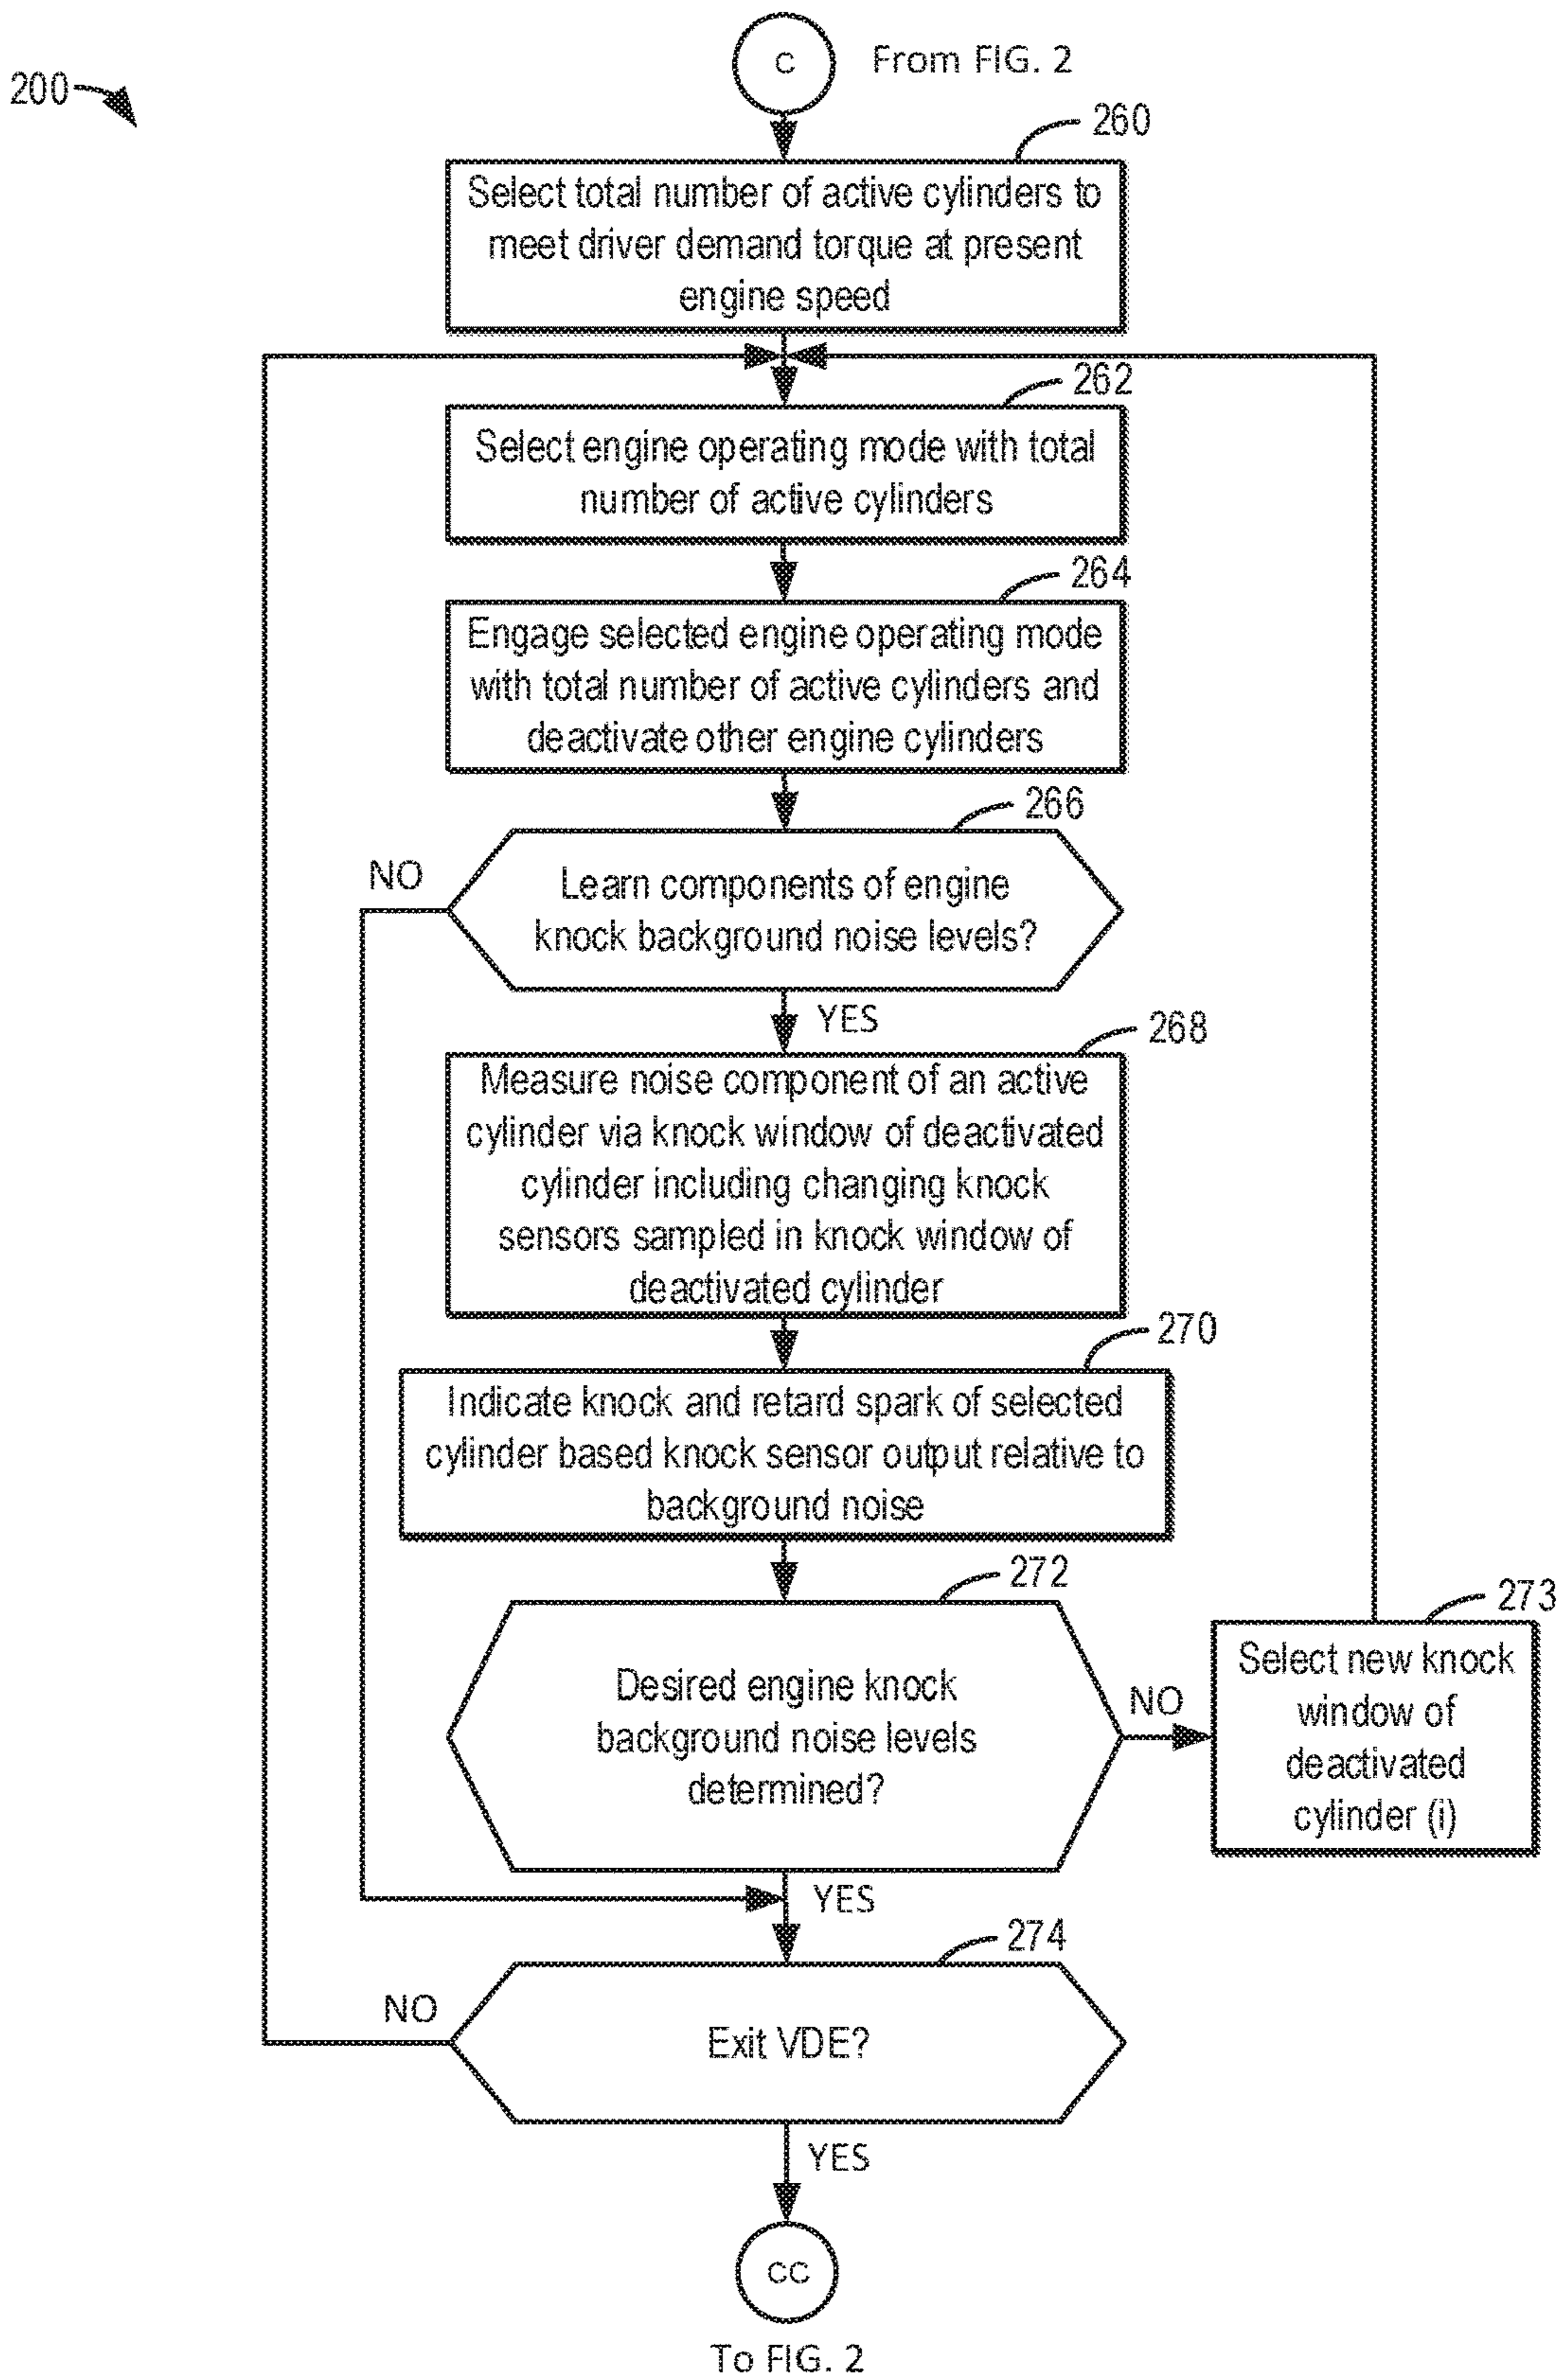 C
From FIG. 2
200
260
Select total number of active cylinders to
meet driver demand torque at present
engine speed
262
Select engine operating mode with total
number of active cylinders
264
Engage selected engine operating mode
with total number of active cylinders and
deactivate other engine cylinders
266
NO
Learn components of engine
knock background noise levels?
YES
268
Measure noise component of an active
cylinder via knock window of deactivated
cylinder including changing knock
sensors sampled in knock window of
deactivated cylinder
270
Indicate knock and retard spark of selected
cylinder based knock sensor output relative to
background noise
272
Desired engine knock
background noise levels
determined?
NO
273
Select new knock
window of
deactivated
cylinder (i)
YES
274
NO
Exit VDE?
YES
CC
To FIG. 2